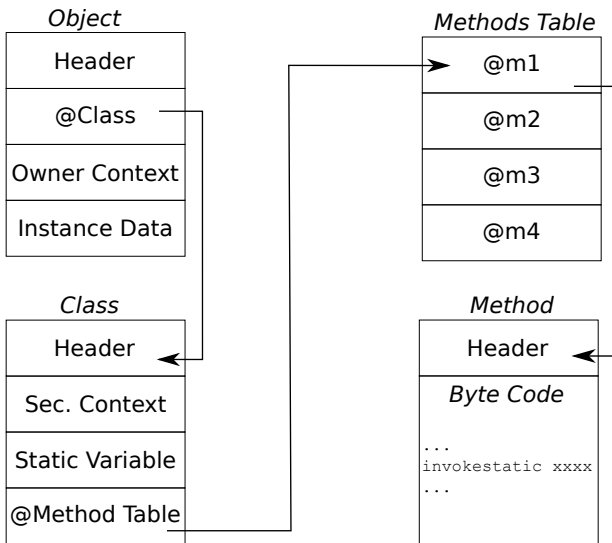 Object
Header
@Class
Owner Context
Instance Data
Class
Header
Sec. Context
Static Variable
@Method Table
Methods Table
@m1
@m2
@m3
@m4
Method
Header
Byte Code
...
invokestatic xxxx
...